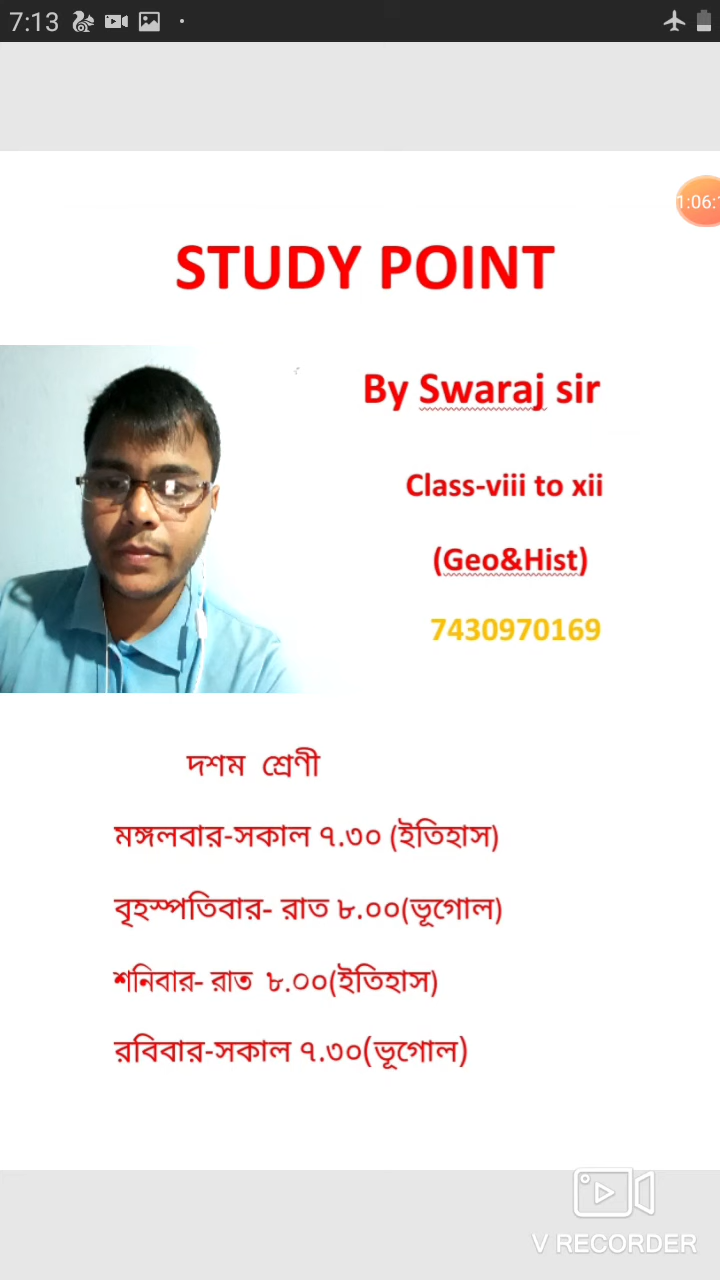 7:13
1:06:
STUDY POINT
By Swaraj sir
Class-viii to xii
(Geo&Hist)
7430970169
দশম শ্রেণী
মঙ্গলবার-সকাল ৭.৩০ (ইতিহাস)
বৃহস্পতিবার- রাত ৮.০০(ভূগোল)
শনিবার- রাত ৮.০০(ইতিহাস)
রবিবার-সকাল ৭.৩০(ভূগোল)
V RECORDER